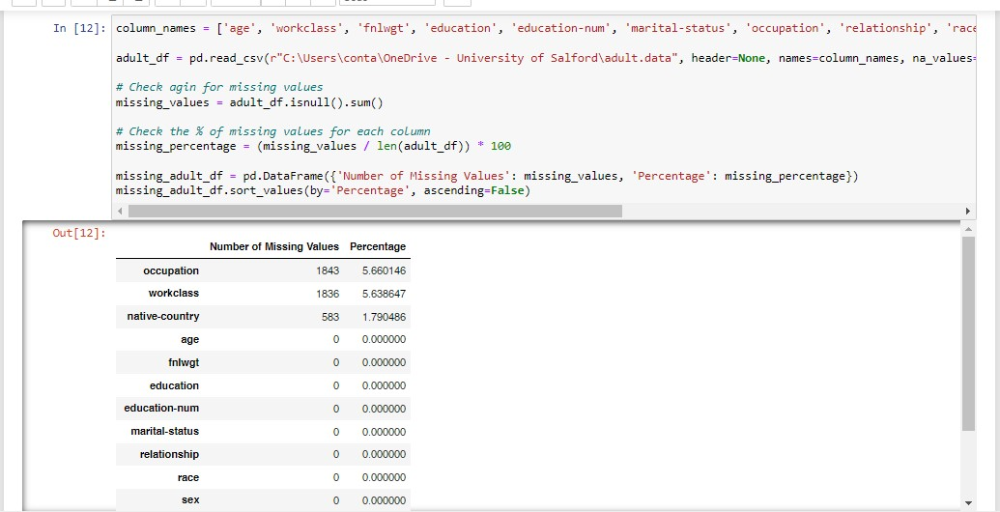 In [12]: column_names = ['age', 'workclass', 'fnlwgt', 'education', 'education-num', 'marital-status', 'occupation', 'relationship', 'race
adult_df = pd.read_csv(r"C:\Users\conta\OneDrive - University of Salford\adult.data", header=None, names=column_names, na_values=
# Check agin for missing values
missing_values = adult_df.isnull().sum()
# Check the % of missing values for each column
missing_percentage = (missing_values / len(adult_df)) * 100
missing_adult_df = pd.DataFrame({'Number of Missing Values': missing_values, 'Percentage': missing_percentage})
missing_adult_df.sort_values(by='Percentage', ascending=False)
Out[12]:
Number of Missing Values Percentage
occupation 1843 5.660146
workclass 1836 5.638647
native-country 583 1.790486
age 0 0.000000
fnlwgt 0 0.000000
education 0 0.000000
education-num 0 0.000000
marital-status 0 0.000000
relationship 0 0.000000
race 0 0.000000
sex 0 0.000000